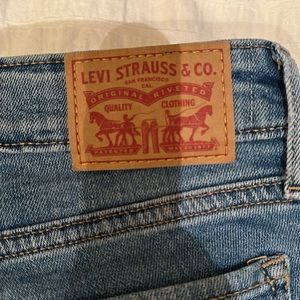 LEVI STRAUSS & CO.
SAN FRANCISCO
CAL.
ORIGINAL RIVETED
QUALITY CLOTHING